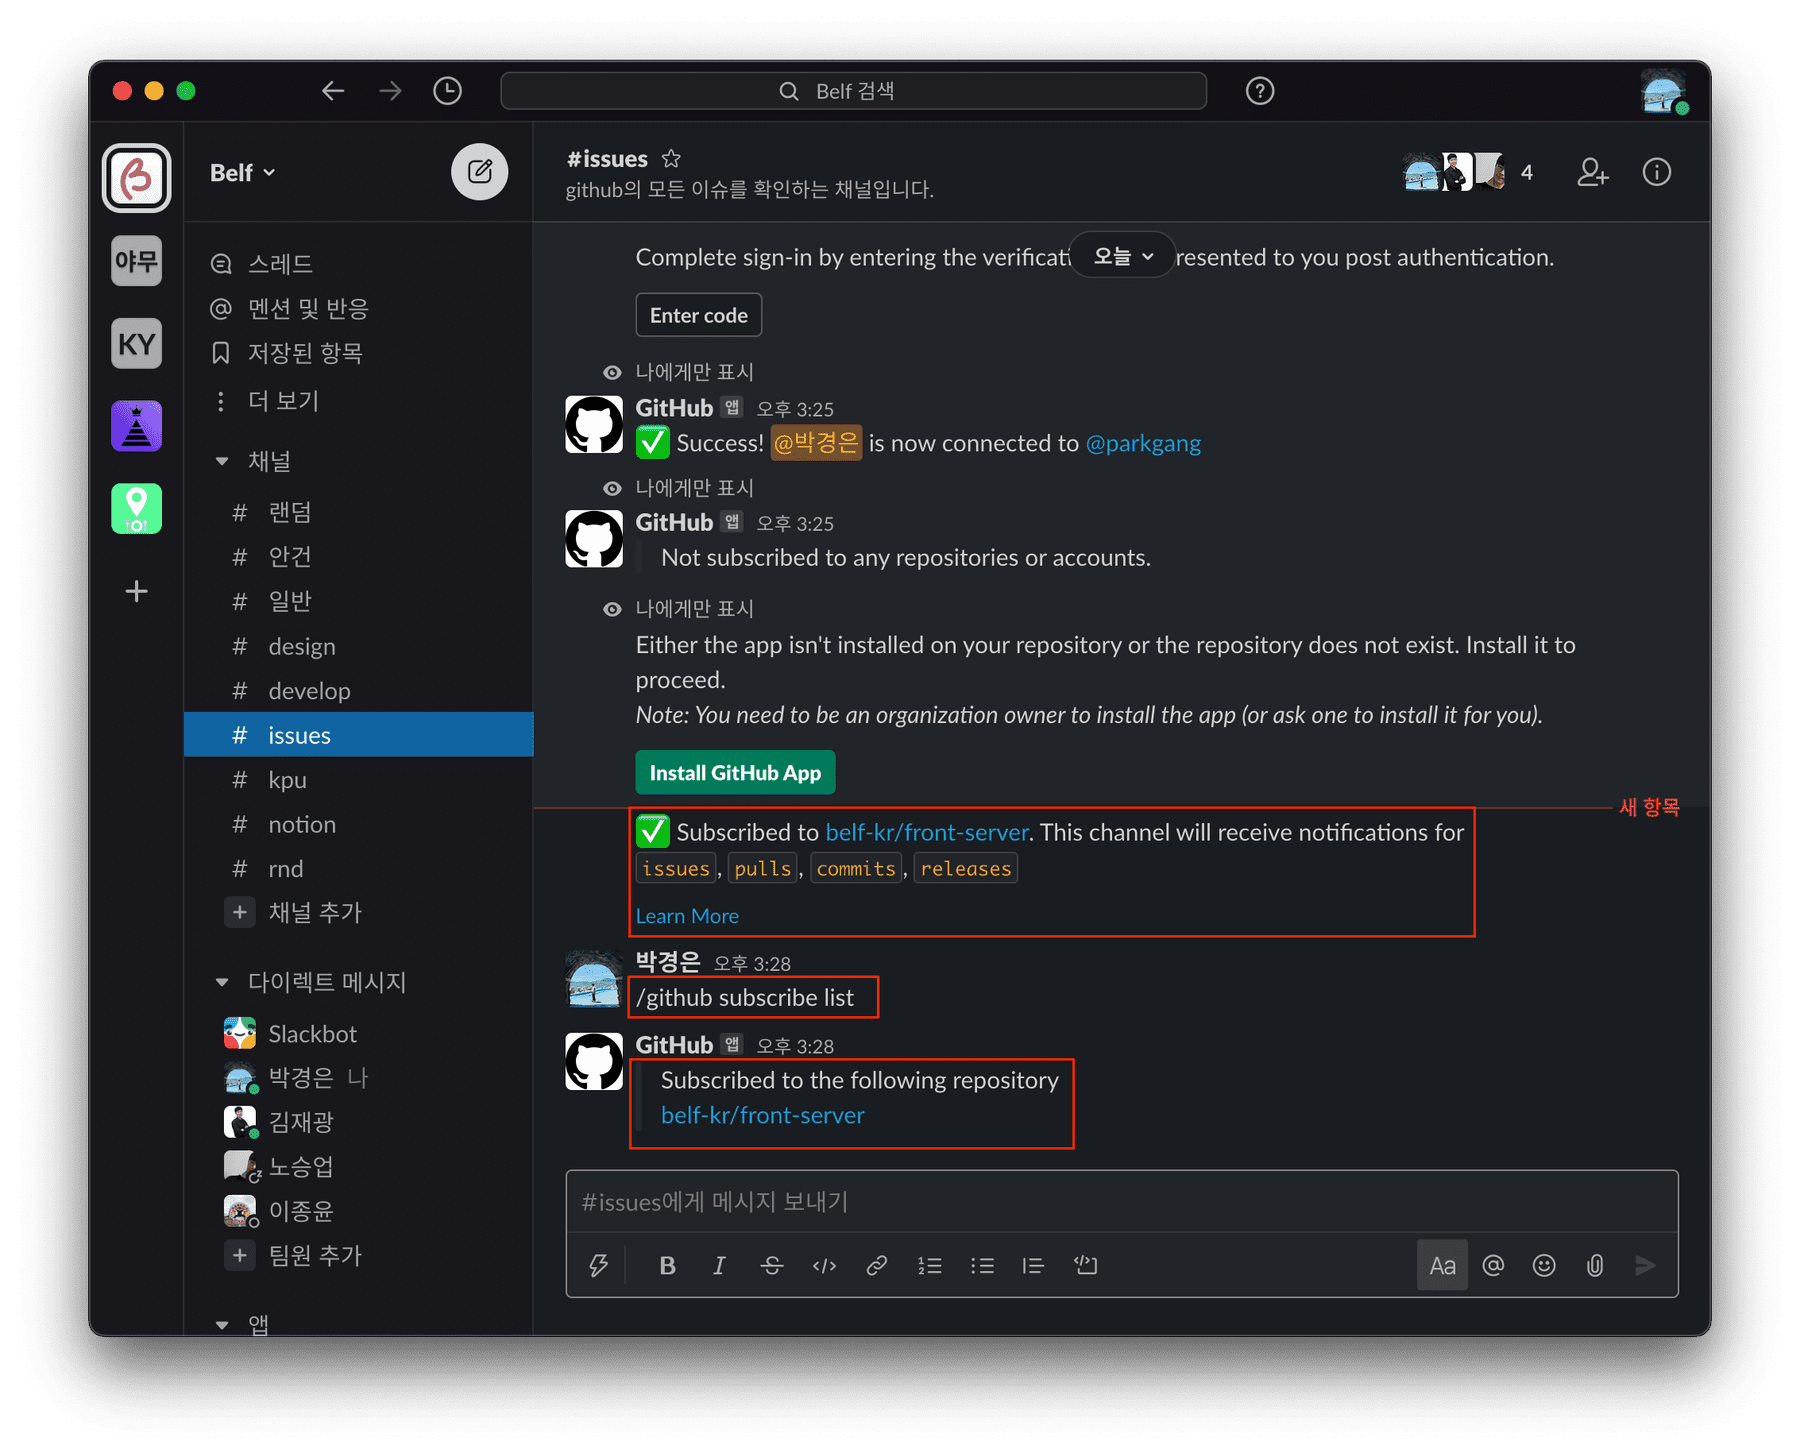 Belf 검색
야무
KY
Belf
스레드
멘션 및 반응
저장된 항목
더 보기
채널
# 랜덤
# 안건
# 일반
# design
# develop
# issues
# kpu
# notion
# rnd
+ 채널 추가
다이렉트 메시지
Slackbot
박경은 나
김재광
노승업
이종윤
+ 팀원 추가
앱
#issues
github의 모든 이슈를 확인하는 채널입니다.
4
오늘
Complete sign-in by entering the verificati resented to you post authentication.
Enter code
나에게만 표시
GitHub 앱 오후 3:25
Success! @박경은 is now connected to @parkgang
나에게만 표시
GitHub 앱 오후 3:25
Not subscribed to any repositories or accounts.
나에게만 표시
Either the app isn't installed on your repository or the repository does not exist. Install it to
proceed.
Note: You need to be an organization owner to install the app (or ask one to install it for you).
Install GitHub App
새 항목
Subscribed to belf-kr/front-server. This channel will receive notifications for
issues, pulls, commits, releases
Learn More
박경은 오후 3:28
/github subscribe list
GitHub 앱 오후 3:28
Subscribed to the following repository
belf-kr/front-server
#issues에게 메시지 보내기
B I S Aa @